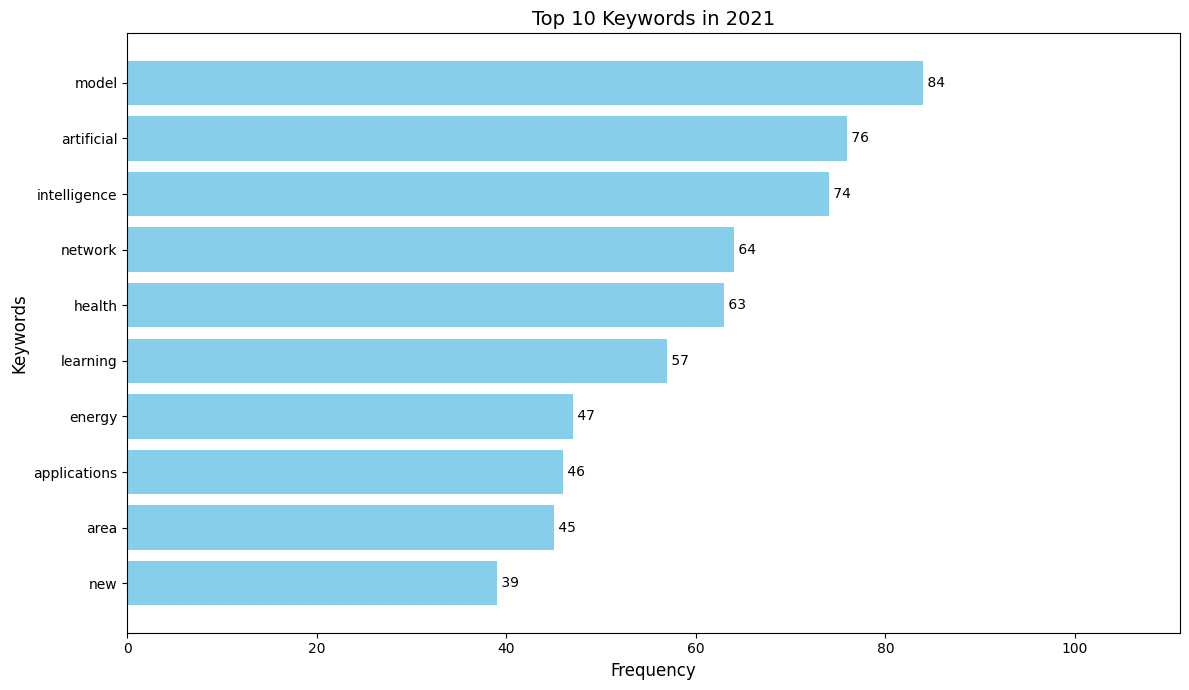 Top 10 Keywords in 2021
Keywords
model 84
artificial 76
intelligence 74
network 64
health 63
learning 57
energy 47
applications 46
area 45
new 39
0 20 40 60 80 100
Frequency